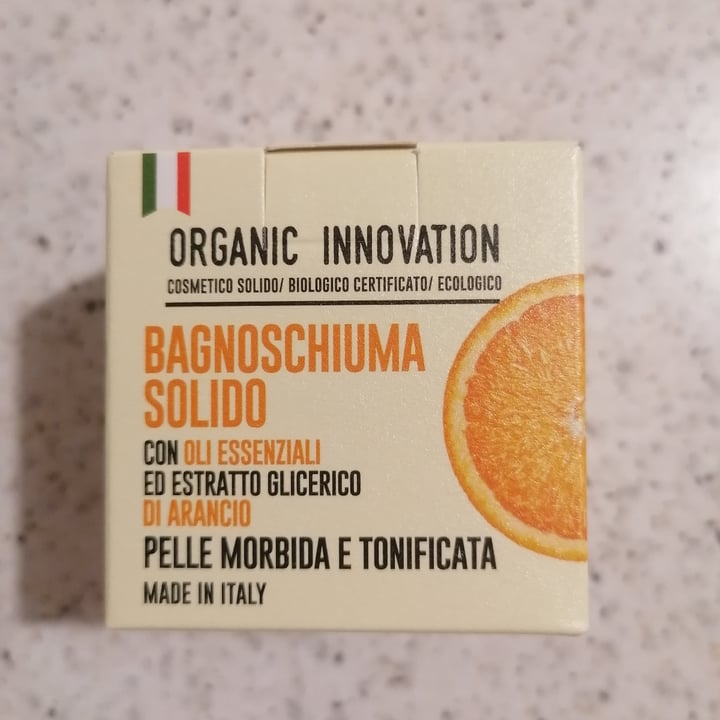 ORGANIC INNOVATION
COSMETICO SOLIDO/ BIOLOGICO CERTIFICATO/ ECOLOGICO
BAGNOSCHIUMA
SOLIDO
CON OLI ESSENZIALI
ED ESTRATTO GLICERICO
DI ARANCIO
PELLE MORBIDA E TONIFICATA
MADE IN ITALY